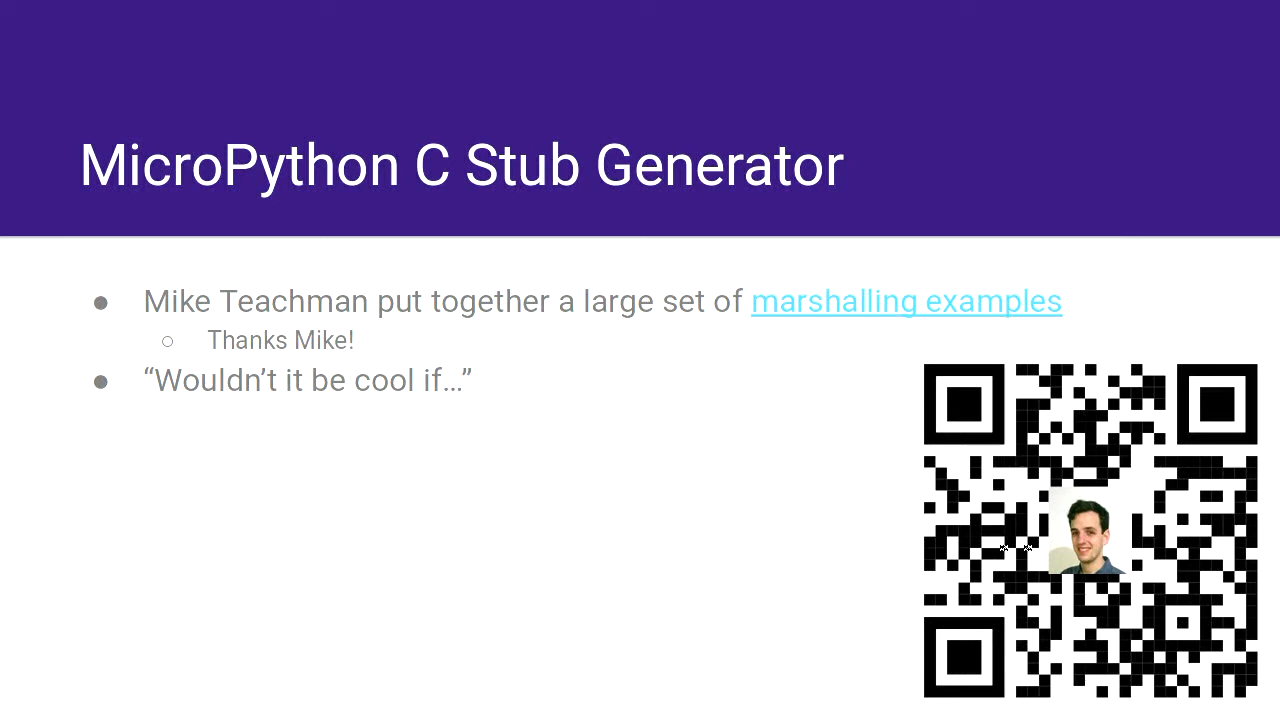 MicroPython C Stub Generator
● Mike Teachman put together a large set of marshalling examples
○ Thanks Mike!
● “Wouldn’t it be cool if…”